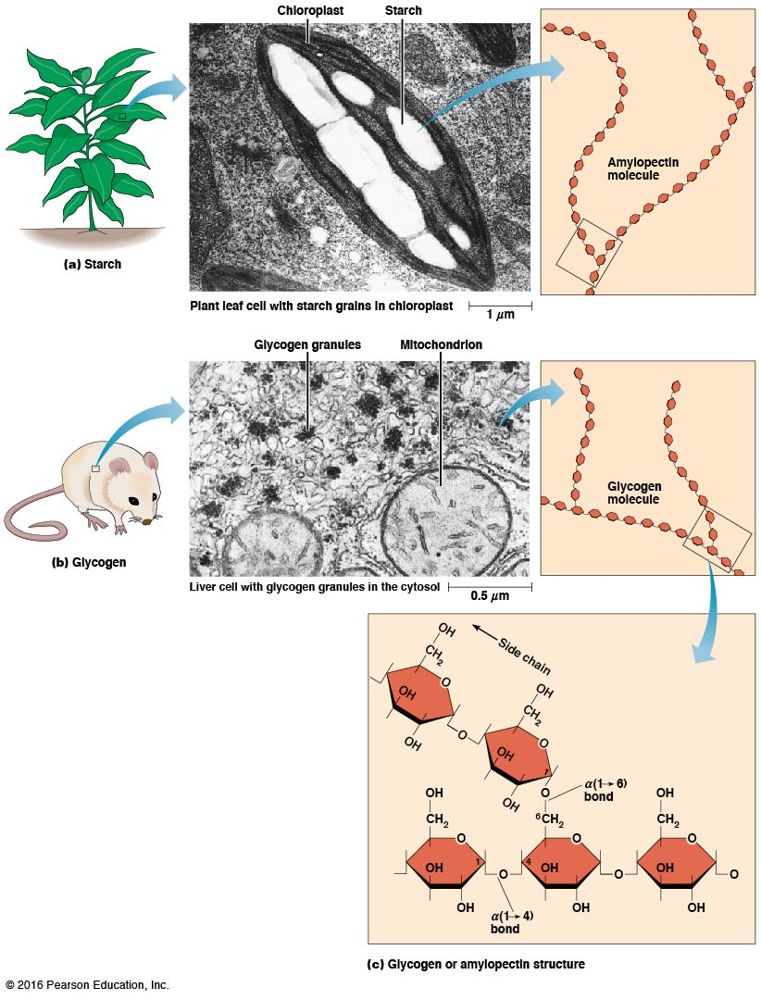 Chloroplast
Starch
Amylopectin
molecule
(a) Starch
Plant leaf cell with starch grains in chloroplast
1 μm
Glycogen granules
Mitochondrion
Glycogen
molecule
(b) Glycogen
Liver cell with glycogen granules in the cytosol
0.5 μm
OH
CH2
O
OH
OH
Side chain
O
OH
CH2
O
OH
1
OH
O
α(1→6)
bond
OH
CH2
O
OH
1
OH
O
6CH2
O
4
OH
OH
O
OH
CH2
O
OH
OH
O
α(1→4)
bond
(c) Glycogen or amylopectin structure
© 2016 Pearson Education, Inc.